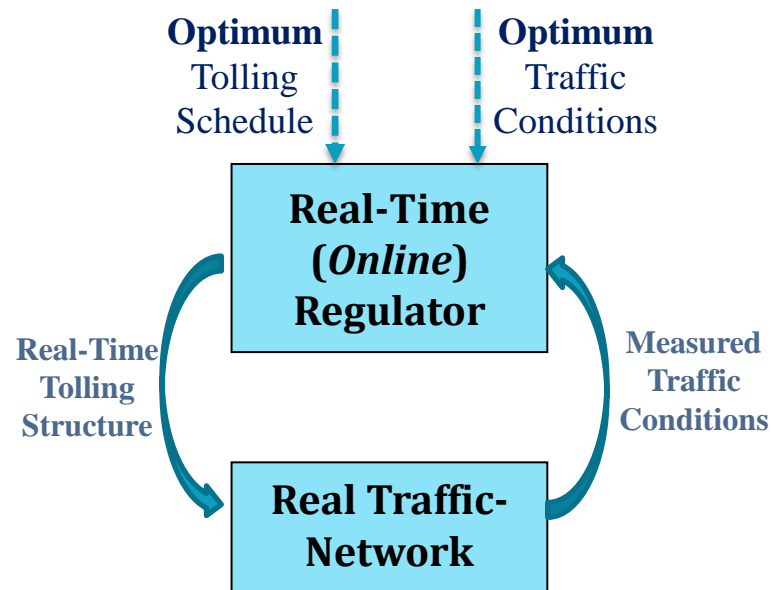 Optimum
Tolling
Schedule
Optimum
Traffic
Conditions
Real-Time
(Online)
Regulator
Real-Time
Tolling
Structure
Measured
Traffic
Conditions
Real Traffic-
Network